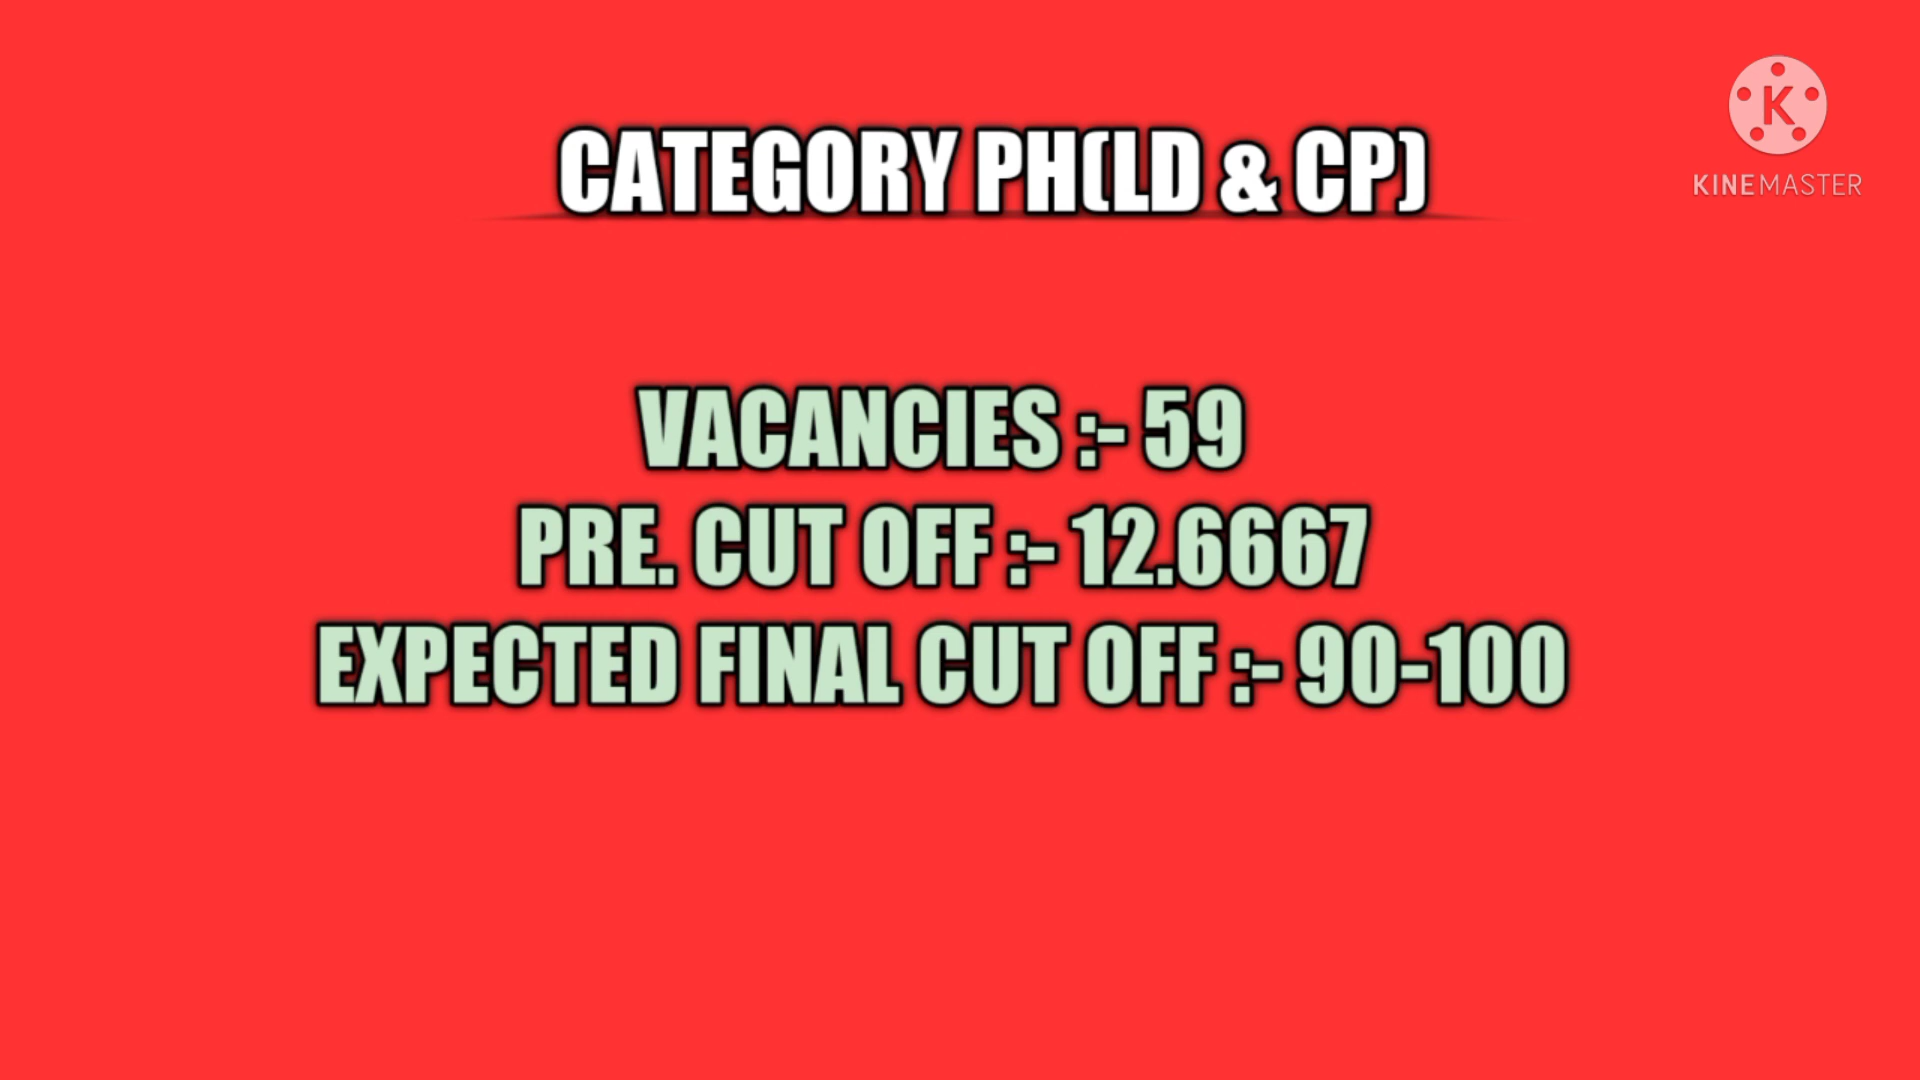 K
KINEMASTER
CATEGORY PH(LD & CP)
VACANCIES :- 59
PRE. CUT OFF :- 12.6667
EXPECTED FINAL CUT OFF :- 90-100